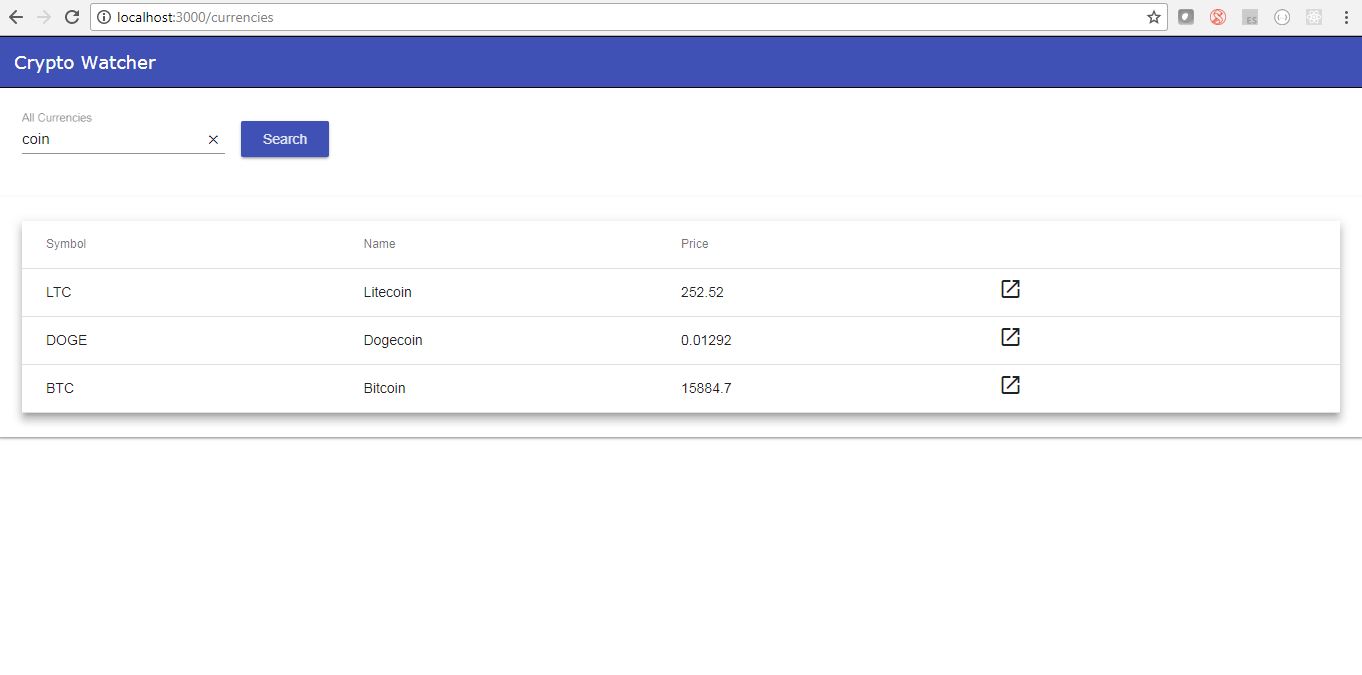 localhost:3000/currencies
ES
Crypto Watcher
All Currencies
coin
Search
Symbol Name Price
LTC Litecoin 252.52
DOGE Dogecoin 0.01292
BTC Bitcoin 15884.7